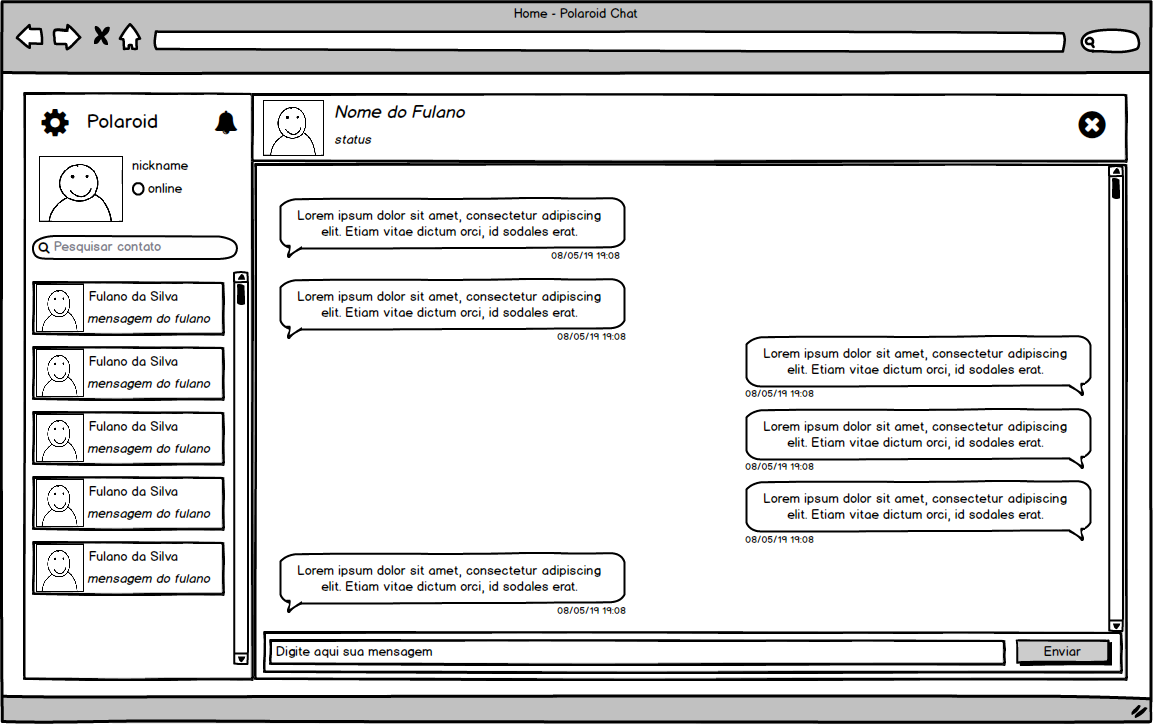 Home - Polaroid Chat
Polaroid
nickname
online
Pesquisar contato
Fulano da Silva
mensagem do fulano
Fulano da Silva
mensagem do fulano
Fulano da Silva
mensagem do fulano
Fulano da Silva
mensagem do fulano
Fulano da Silva
mensagem do fulano
Nome do Fulano
status
Lorem ipsum dolor sit amet, consectetur adipiscing
elit. Etiam vitae dictum orci, id sodales erat.
08/05/19 19:08
Lorem ipsum dolor sit amet, consectetur adipiscing
elit. Etiam vitae dictum orci, id sodales erat.
08/05/19 19:08
Lorem ipsum dolor sit amet, consectetur adipiscing
elit. Etiam vitae dictum orci, id sodales erat.
08/05/19 19:08
Lorem ipsum dolor sit amet, consectetur adipiscing
elit. Etiam vitae dictum orci, id sodales erat.
08/05/19 19:08
Lorem ipsum dolor sit amet, consectetur adipiscing
elit. Etiam vitae dictum orci, id sodales erat.
08/05/19 19:08
Lorem ipsum dolor sit amet, consectetur adipiscing
elit. Etiam vitae dictum orci, id sodales erat.
08/05/19 19:08
Digite aqui sua mensagem
Enviar